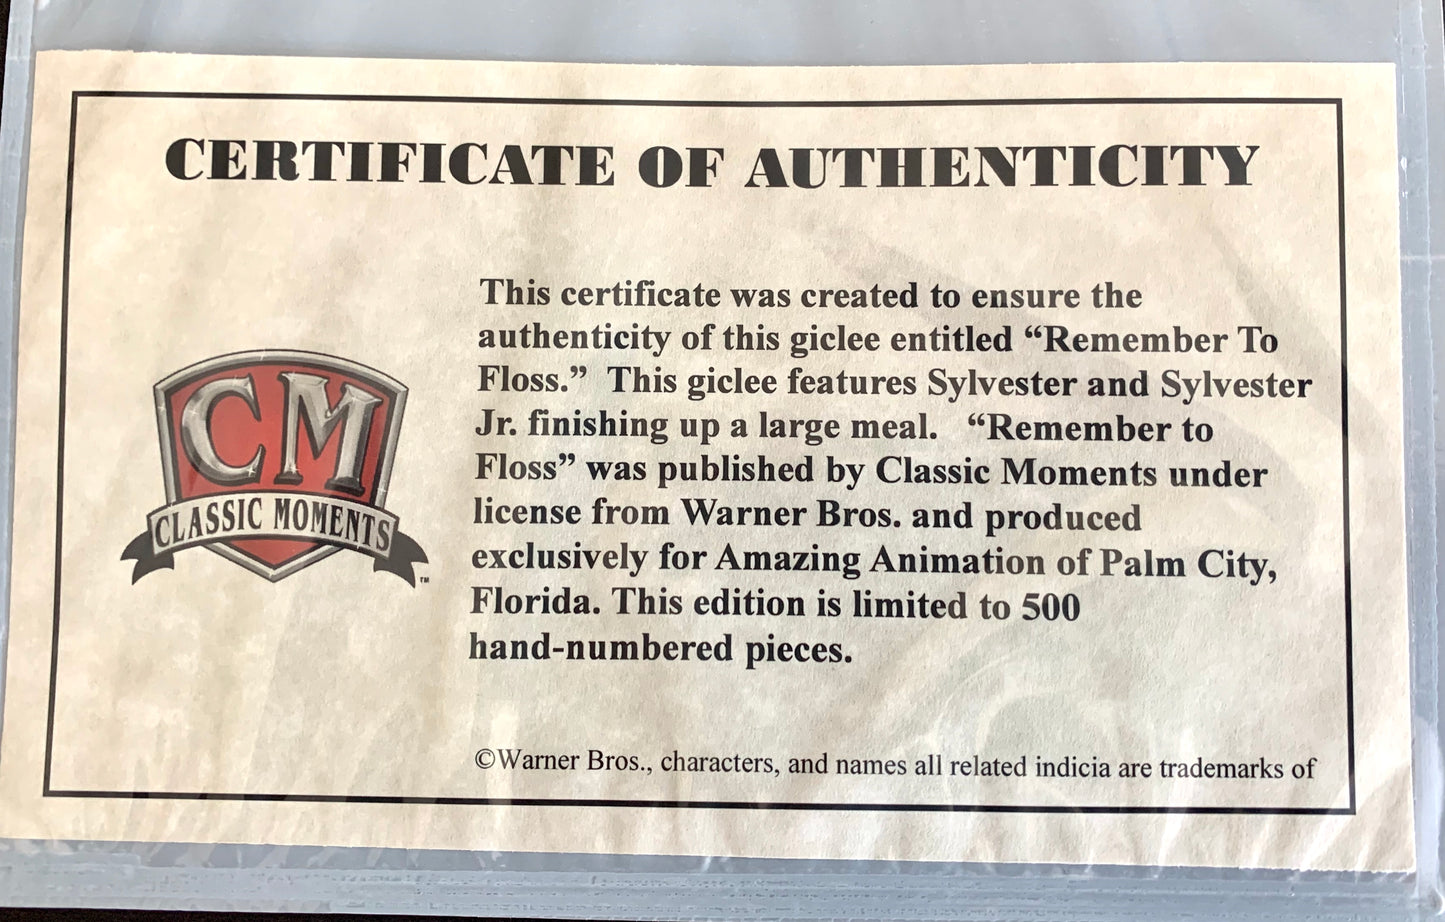 CERTIFICATE OF AUTHENTICITY
This certificate was created to ensure the
authenticity of this giclee entitled “Remember To
Floss.”  This giclee features Sylvester and Sylvester
Jr. finishing up a large meal.   “Remember to
Floss” was published by Classic Moments under
license from Warner Bros. and produced
exclusively for Amazing Animation of Palm City,
Florida. This edition is limited to 500
hand-numbered pieces.
CM
CLASSIC MOMENTS
™
©Warner Bros., characters, and names all related indicia are trademarks of